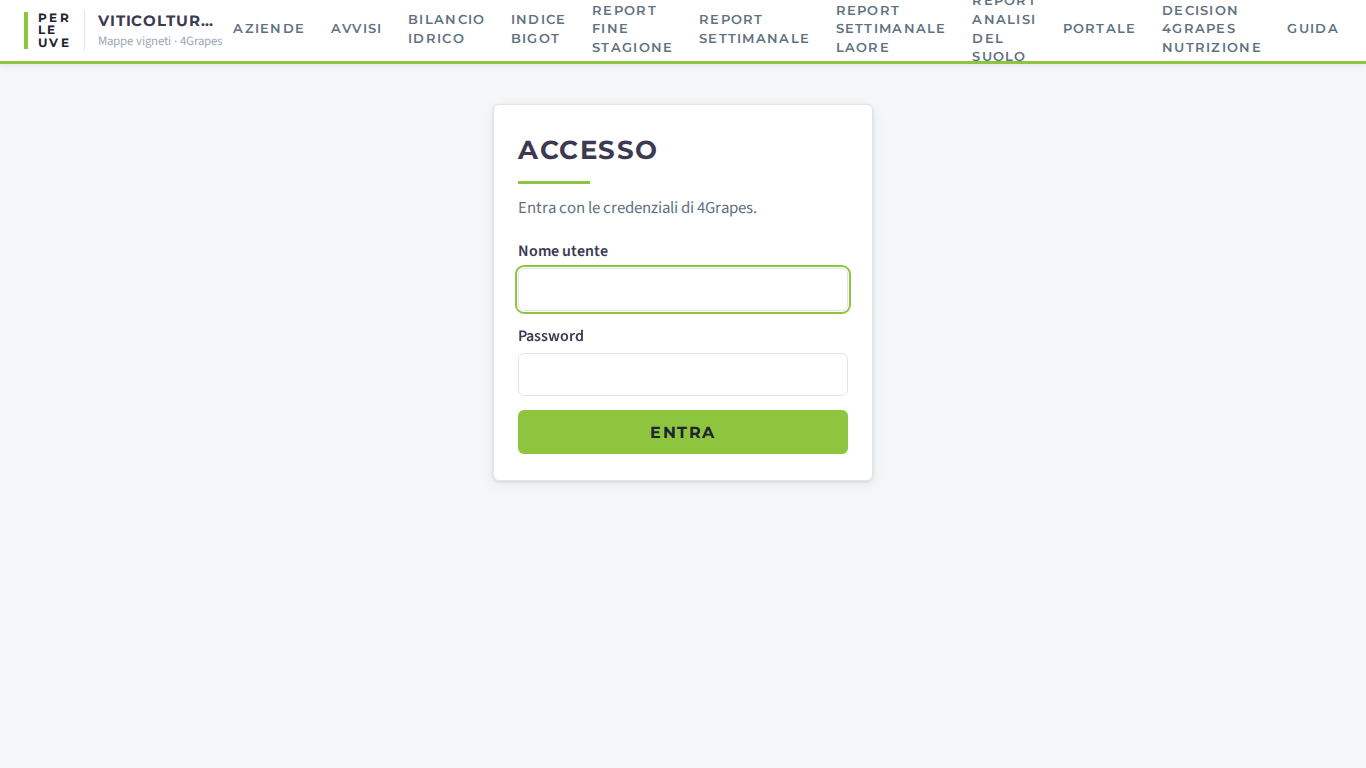 PER
LE
UVE
VITICOLTUR...
Mappe vigneti · 4Grapes
AZIENDE
AVVISI
BILANCIO
IDRICO
INDICE
BIGOT
REPORT
FINE
STAGIONE
REPORT
SETTIMANALE
REPORT
SETTIMANALE
LAORE
REPORT
ANALISI
DEL
SUOLO
PORTALE
DECISION
4GRAPES
NUTRIZIONE
GUIDA
ACCESSO
Entra con le credenziali di 4Grapes.
Nome utente
Password
ENTRA